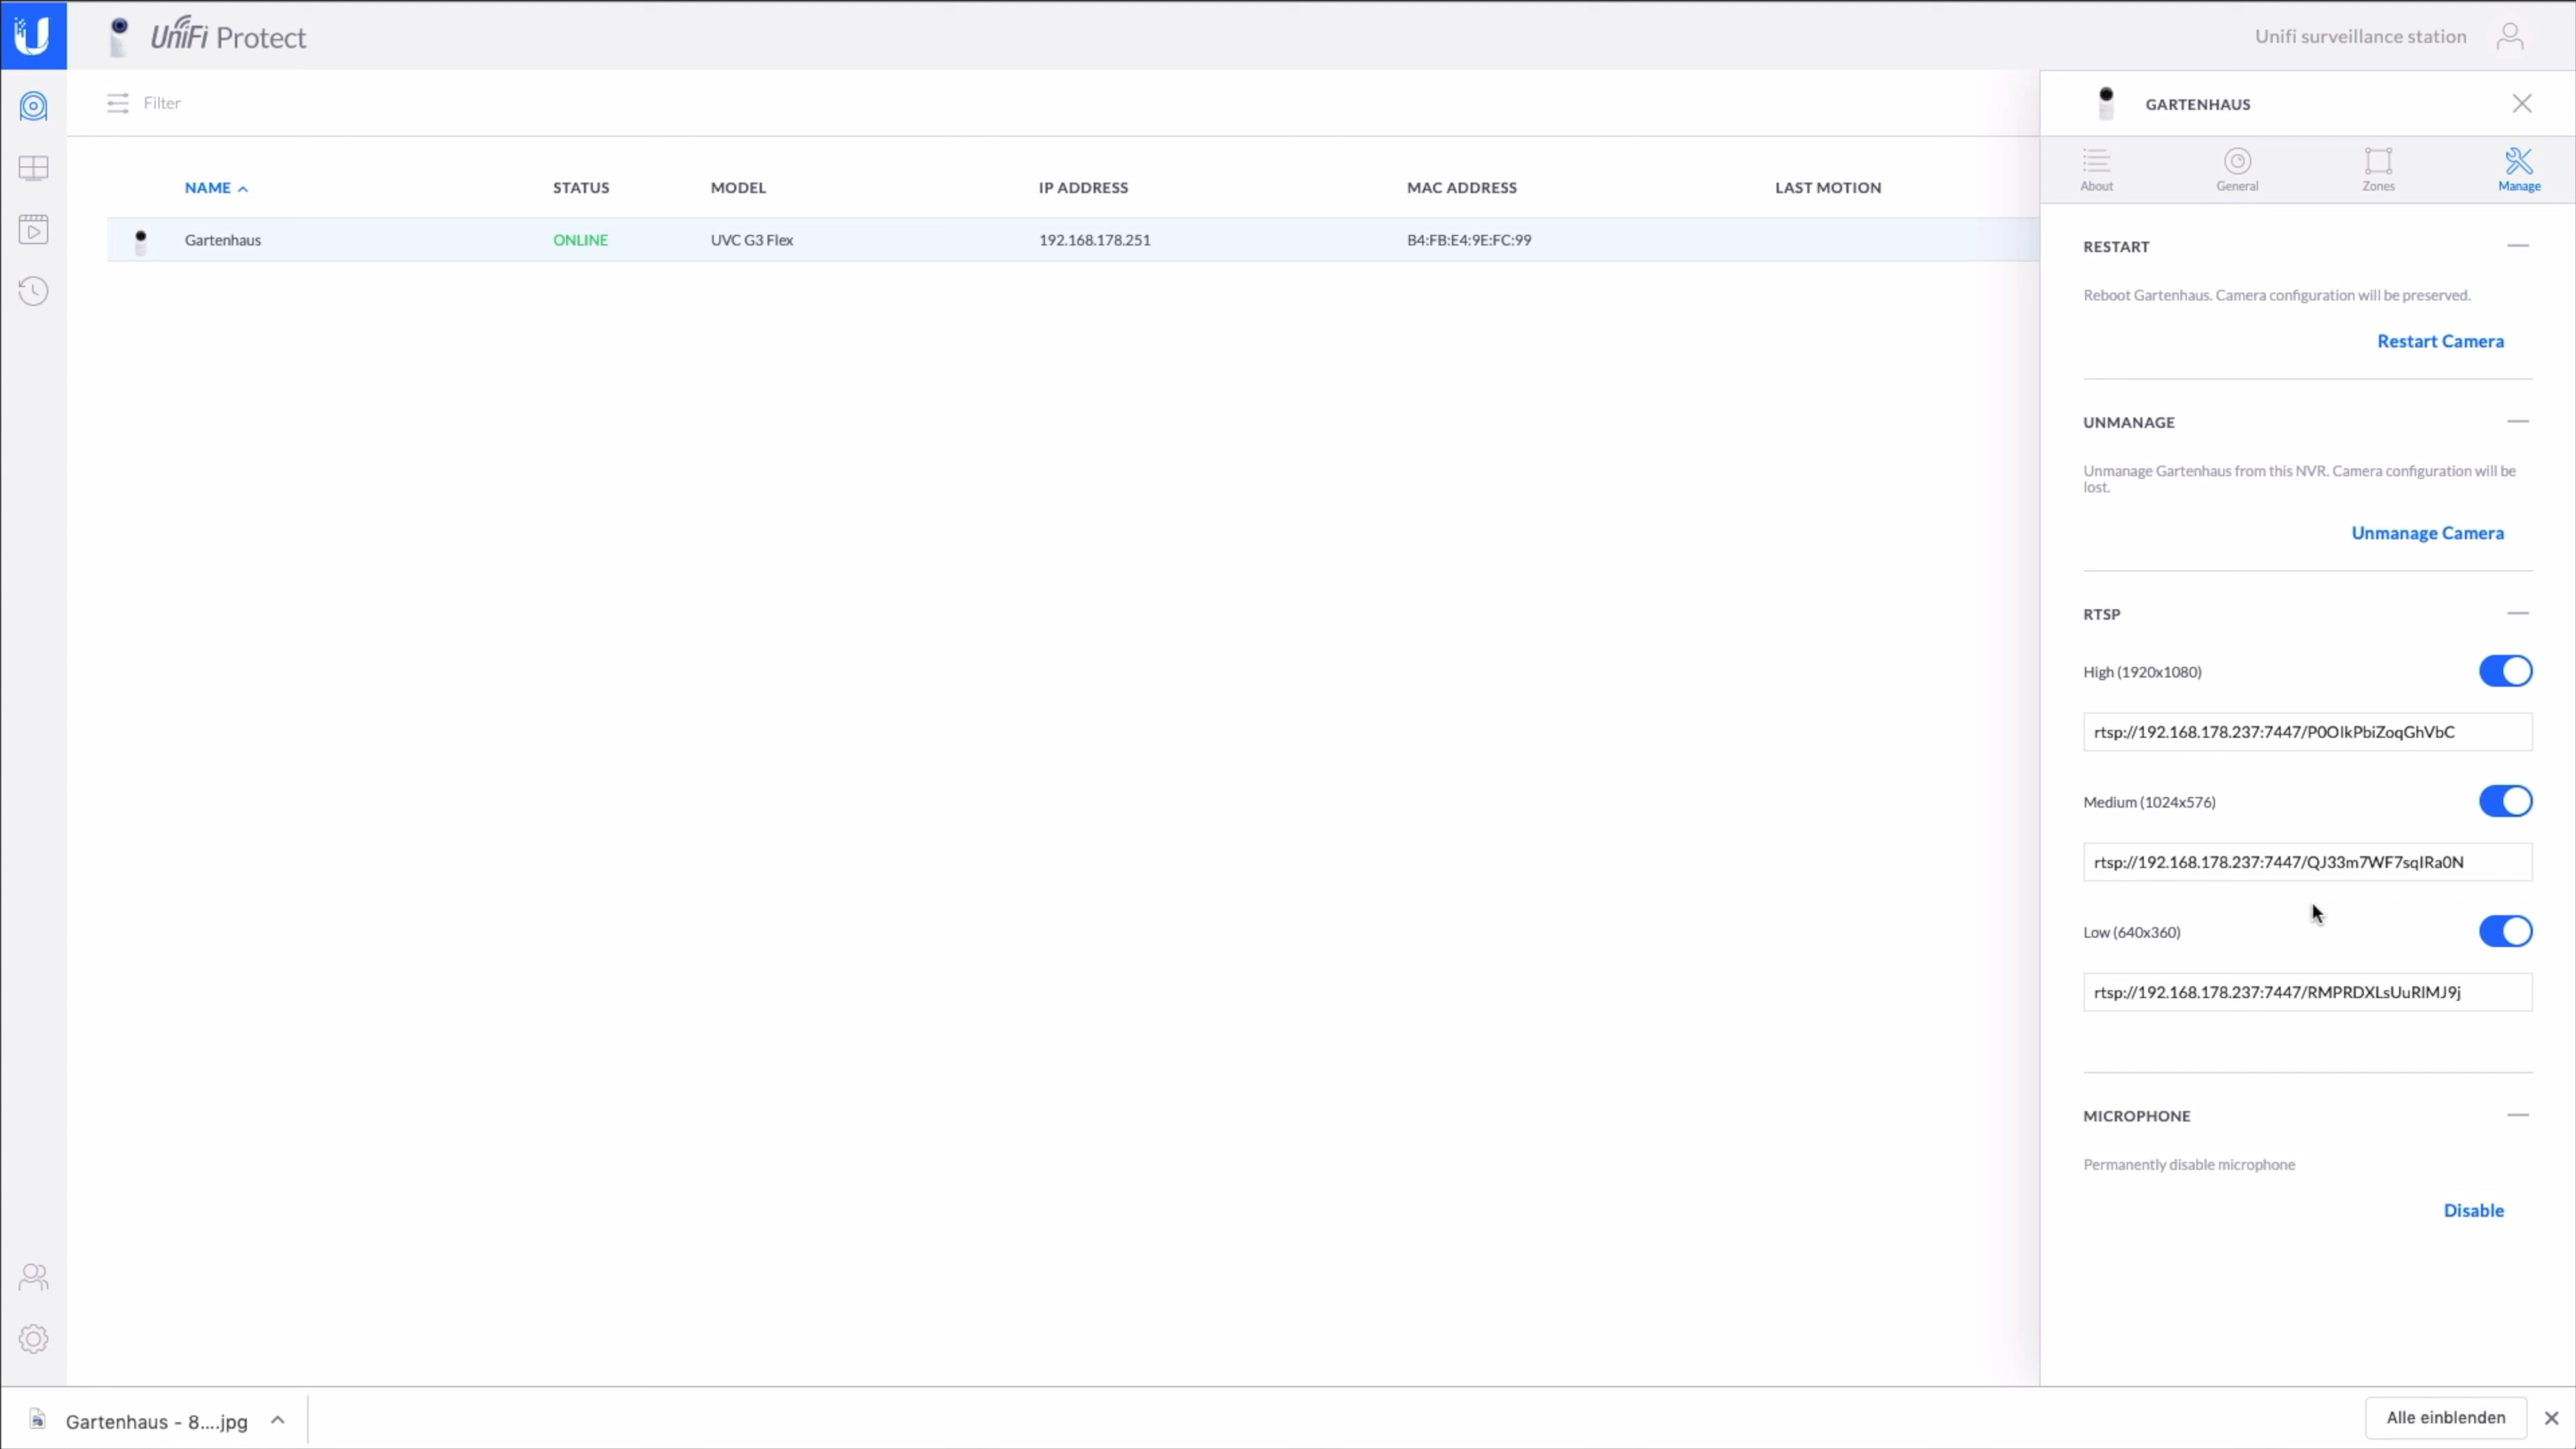 UniFi Protect
Unifi surveillance station
Filter
GARTENHAUS
About
General
Zones
Manage
NAME
STATUS
MODEL
IP ADDRESS
MAC ADDRESS
LAST MOTION
Gartenhaus
ONLINE
UVC G3 Flex
192.168.178.251
B4:FB:E4:9E:FC:99
RESTART
Reboot Gartenhaus. Camera configuration will be preserved.
Restart Camera
UNMANAGE
Unmanage Gartenhaus from this NVR. Camera configuration will be
lost.
Unmanage Camera
RTSP
High (1920x1080)
rtsp://192.168.178.237:7447/P0OlkPbiZoqGhVbC
Medium (1024x576)
rtsp://192.168.178.237:7447/QJ33m7WF7sqIRa0N
Low (640x360)
rtsp://192.168.178.237:7447/RMPRDXLsUuRlMJ9j
MICROPHONE
Permanently disable microphone
Disable
Gartenhaus - 8....jpg
Alle einblenden